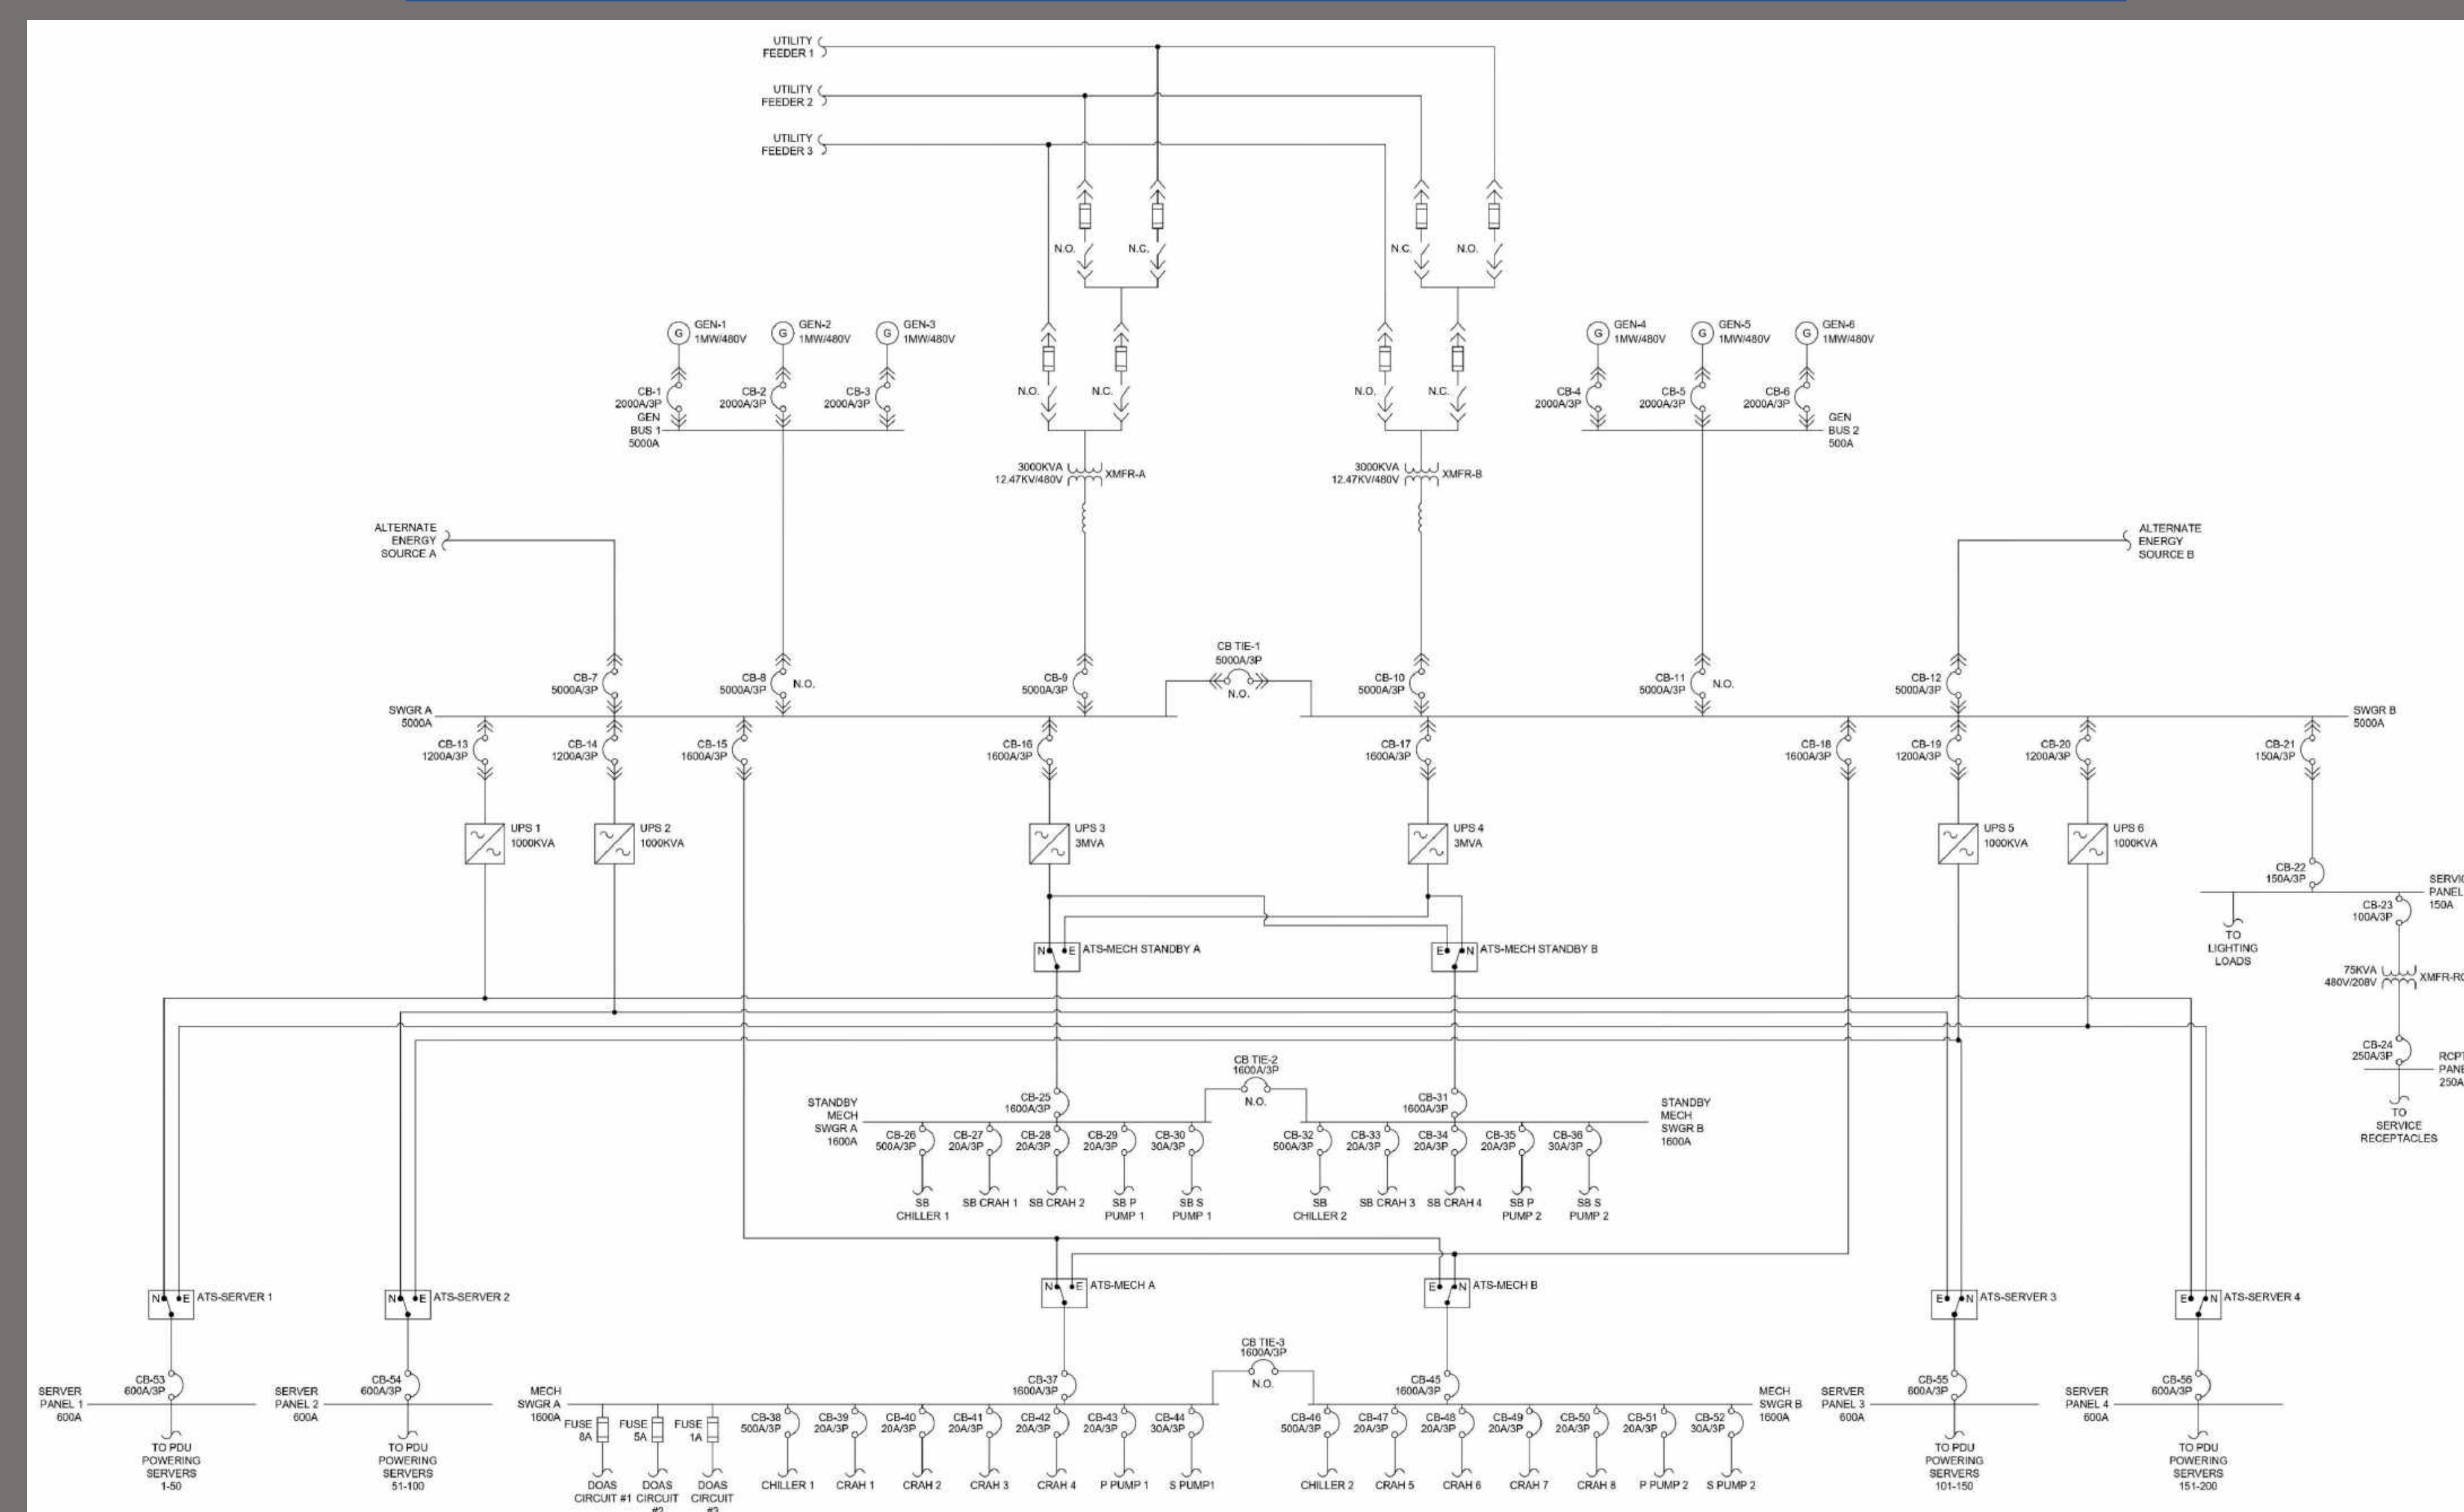 UTILITY
FEEDER 1
UTILITY
FEEDER 2
UTILITY
FEEDER 3
N.O.
N.C.
N.C.
N.O.
G
GEN-1
1MW/480V
G
GEN-2
1MW/480V
G
GEN-3
1MW/480V
G
GEN-4
1MW/480V
G
GEN-5
1MW/480V
G
GEN-6
1MW/480V
CB-1
2000A/3P
CB-2
2000A/3P
CB-3
2000A/3P
GEN
BUS 1
5000A
N.O.
N.C.
N.O.
N.C.
CB-4
2000A/3P
CB-5
2000A/3P
CB-6
2000A/3P
GEN
BUS 2
500A
3000KVA
12.47KV/480V
XMFR-A
3000KVA
12.47KV/480V
XMFR-B
ALTERNATE
ENERGY
SOURCE A
ALTERNATE
ENERGY
SOURCE B
CB-7
5000A/3P
CB-8
5000A/3P
N.O.
CB-9
5000A/3P
CB TIE-1
5000A/3P
N.O.
CB-10
5000A/3P
CB-11
5000A/3P
N.O.
CB-12
5000A/3P
SWGR A
5000A
SWGR B
5000A
CB-13
1200A/3P
CB-14
1200A/3P
CB-15
1600A/3P
CB-16
1600A/3P
CB-17
1600A/3P
CB-18
1600A/3P
CB-19
1200A/3P
CB-20
1200A/3P
CB-21
150A/3P
UPS 1
1000KVA
UPS 2
1000KVA
UPS 3
3MVA
UPS 4
3MVA
UPS 5
1000KVA
UPS 6
1000KVA
CB-22
150A/3P
PANEL
150A
CB-23
100A/3P
TO
LIGHTING
LOADS
75KVA
480V/208V
CB-24
250A/3P
TO
SERVICE
RECEPTACLES
N
E
ATS-MECH STANDBY A
E
N
ATS-MECH STANDBY B
STANDBY
MECH
SWGR A
1600A
CB-25
1600A/3P
CB TIE-2
1600A/3P
N.O.
CB-31
1600A/3P
STANDBY
MECH
SWGR B
1600A
CB-26
500A/3P
CB-27
20A/3P
CB-28
20A/3P
CB-29
20A/3P
CB-30
30A/3P
CB-32
500A/3P
CB-33
20A/3P
CB-34
20A/3P
CB-35
20A/3P
CB-36
30A/3P
SB
CHILLER 1
SB CRAH 1
SB CRAH 2
SB P
PUMP 1
SB S
PUMP 1
SB
CHILLER 2
SB CRAH 3
SB CRAH 4
SB P
PUMP 2
SB S
PUMP 2
N
E
ATS-SERVER 1
N
E
ATS-SERVER 2
N
E
ATS-MECH A
E
N
ATS-MECH B
E
N
ATS-SERVER 3
E
N
ATS-SERVER 4
SERVER
PANEL 1
600A
CB-53
600A/3P
SERVER
PANEL 2
600A
CB-54
600A/3P
MECH
SWGR A
1600A
CB-37
1600A/3P
CB TIE-3
1600A/3P
N.O.
CB-45
1600A/3P
MECH
SWGR B
1600A
SERVER
PANEL 3
600A
CB-55
600A/3P
SERVER
PANEL 4
600A
CB-56
600A/3P
FUSE
8A
FUSE
5A
FUSE
1A
CB-38
500A/3P
CB-39
20A/3P
CB-40
20A/3P
CB-41
20A/3P
CB-42
20A/3P
CB-43
20A/3P
CB-44
30A/3P
CB-46
500A/3P
CB-47
20A/3P
CB-48
20A/3P
CB-49
20A/3P
CB-50
20A/3P
CB-51
20A/3P
CB-52
30A/3P
TO PDU
POWERING
SERVERS
1-50
TO PDU
POWERING
SERVERS
51-100
DOAS
CIRCUIT #1
DOAS
CIRCUIT
#2
DOAS
CIRCUIT
#3
CHILLER 1
CRAH 1
CRAH 2
CRAH 3
CRAH 4
P PUMP 1
S PUMP1
CHILLER 2
CRAH 5
CRAH 6
CRAH 7
CRAH 8
P PUMP 2
S PUMP 2
TO PDU
POWERING
SERVERS
101-150
TO PDU
POWERING
SERVERS
151-200